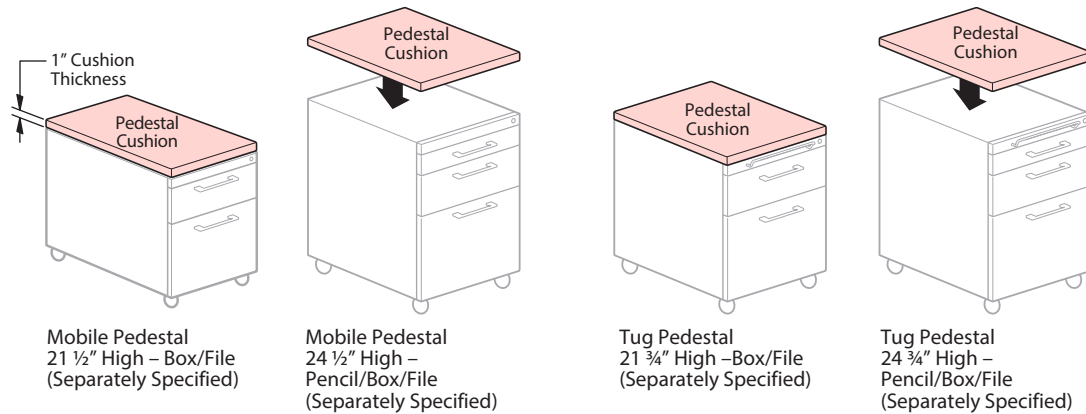 1” Cushion
Thickness
Pedestal
Cushion
Mobile Pedestal
21 ½” High – Box/File
(Separately Specified)
Pedestal
Cushion
Mobile Pedestal
24 ½” High –
Pencil/Box/File
(Separately Specified)
Pedestal
Cushion
Tug Pedestal
21 ¾” High –Box/File
(Separately Specified)
Pedestal
Cushion
Tug Pedestal
24 ¾” High –
Pencil/Box/File
(Separately Specified)